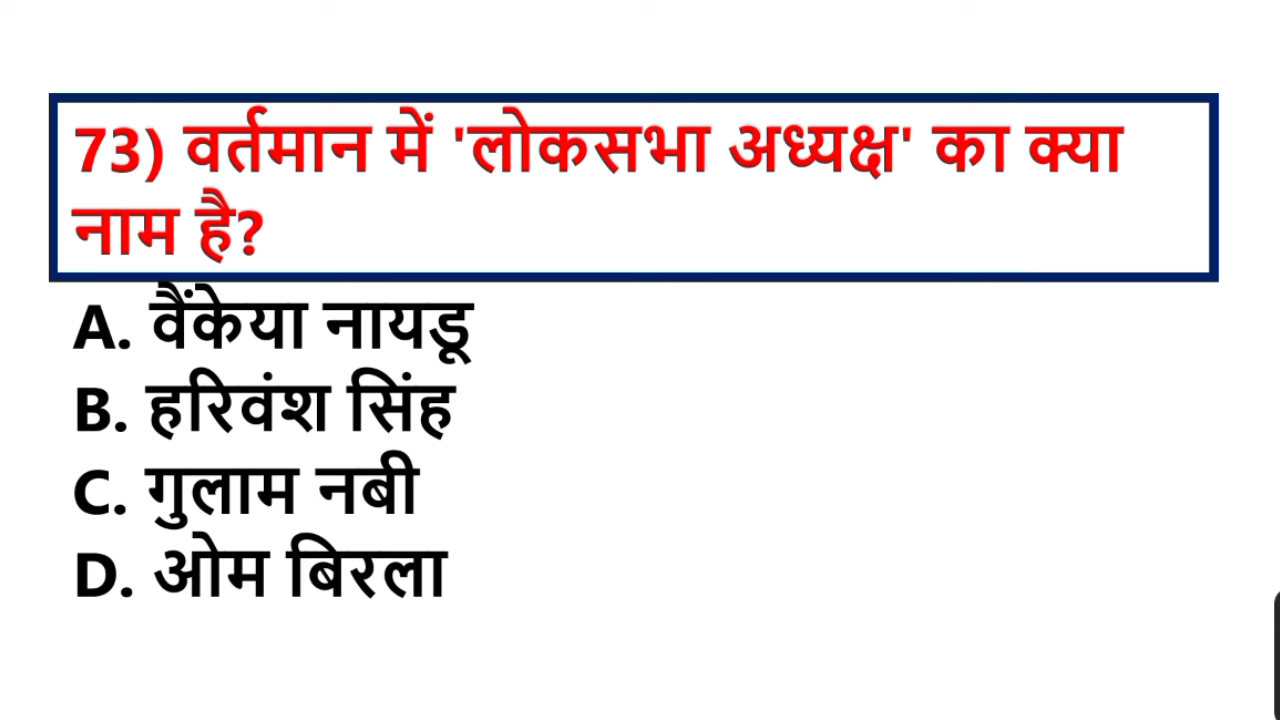 73) वर्तमान में 'लोकसभा अध्यक्ष' का क्या
नाम है?
A. वैंकेया नायडू
B. हरिवंश सिंह
C. गुलाम नबी
D. ओम बिरला